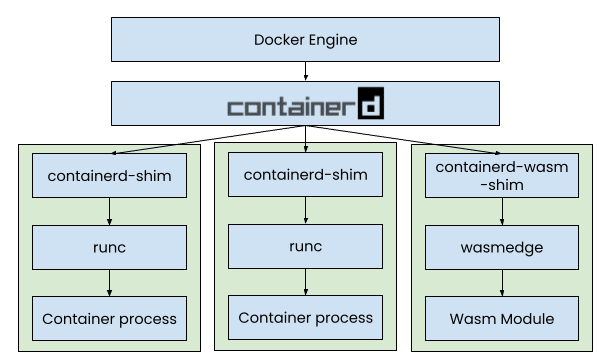 Docker Engine
containerd
containerd-shim
containerd-shim
containerd-wasm
-shim
runc
runc
wasmedge
Container process
Container process
Wasm Module